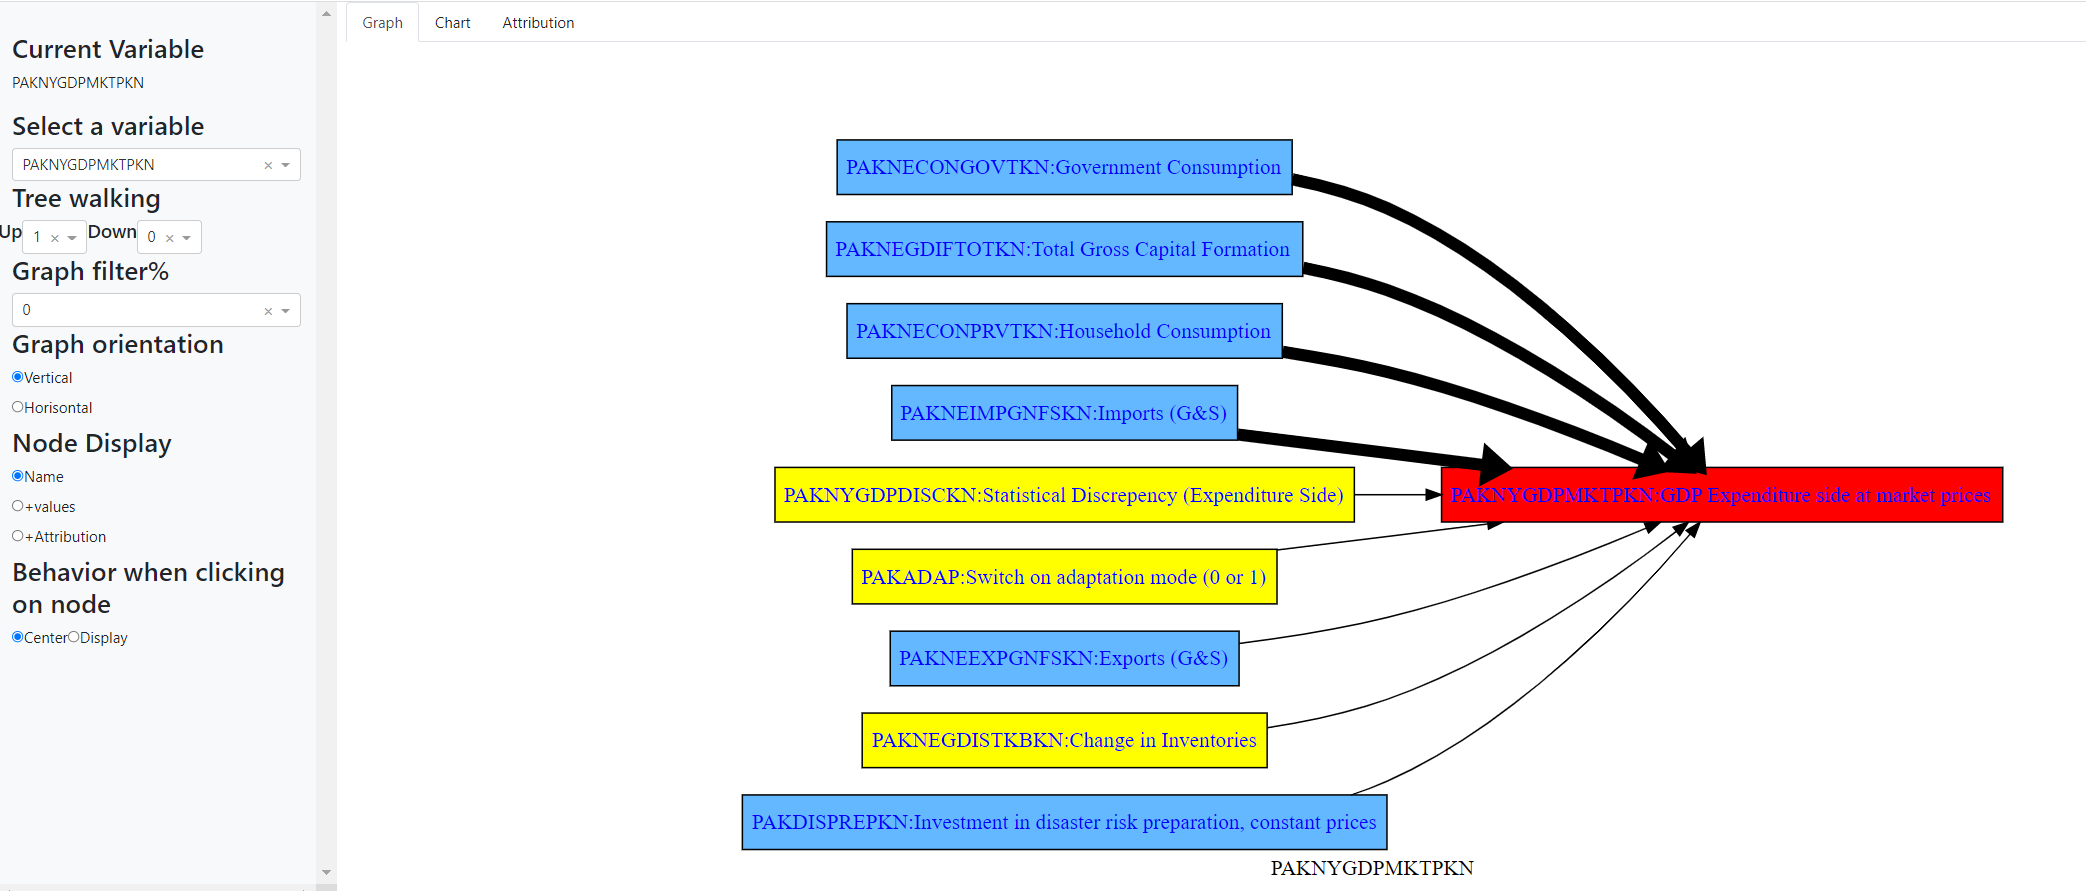 Current Variable
PAKNYGDPMKTPKN
Select a variable
PAKNYGDPMKTPKN
Tree walking
Up 1 Down 0
Graph filter%
0
Graph orientation
Vertical
Horisontal
Node Display
Name
+values
+Attribution
Behavior when clicking
on node
Center Display
Graph Chart Attribution
PAKNECONGOVTKN:Government Consumption
PAKNEGDIFTOTKN:Total Gross Capital Formation
PAKNECONPRVTKN:Household Consumption
PAKNEIMPGNFSKN:Imports (G&S)
PAKNYGDPDISCKN:Statistical Discrepency (Expenditure Side)
PAKNYGDPMKTPKN:GDP Expenditure side at market prices
PAKADAP:Switch on adaptation mode (0 or 1)
PAKNEEXPGNFSKN:Exports (G&S)
PAKNEGDISTKBKN:Change in Inventories
PAKDISPREPKN:Investment in disaster risk preparation, constant prices
PAKNYGDPMKTPKN